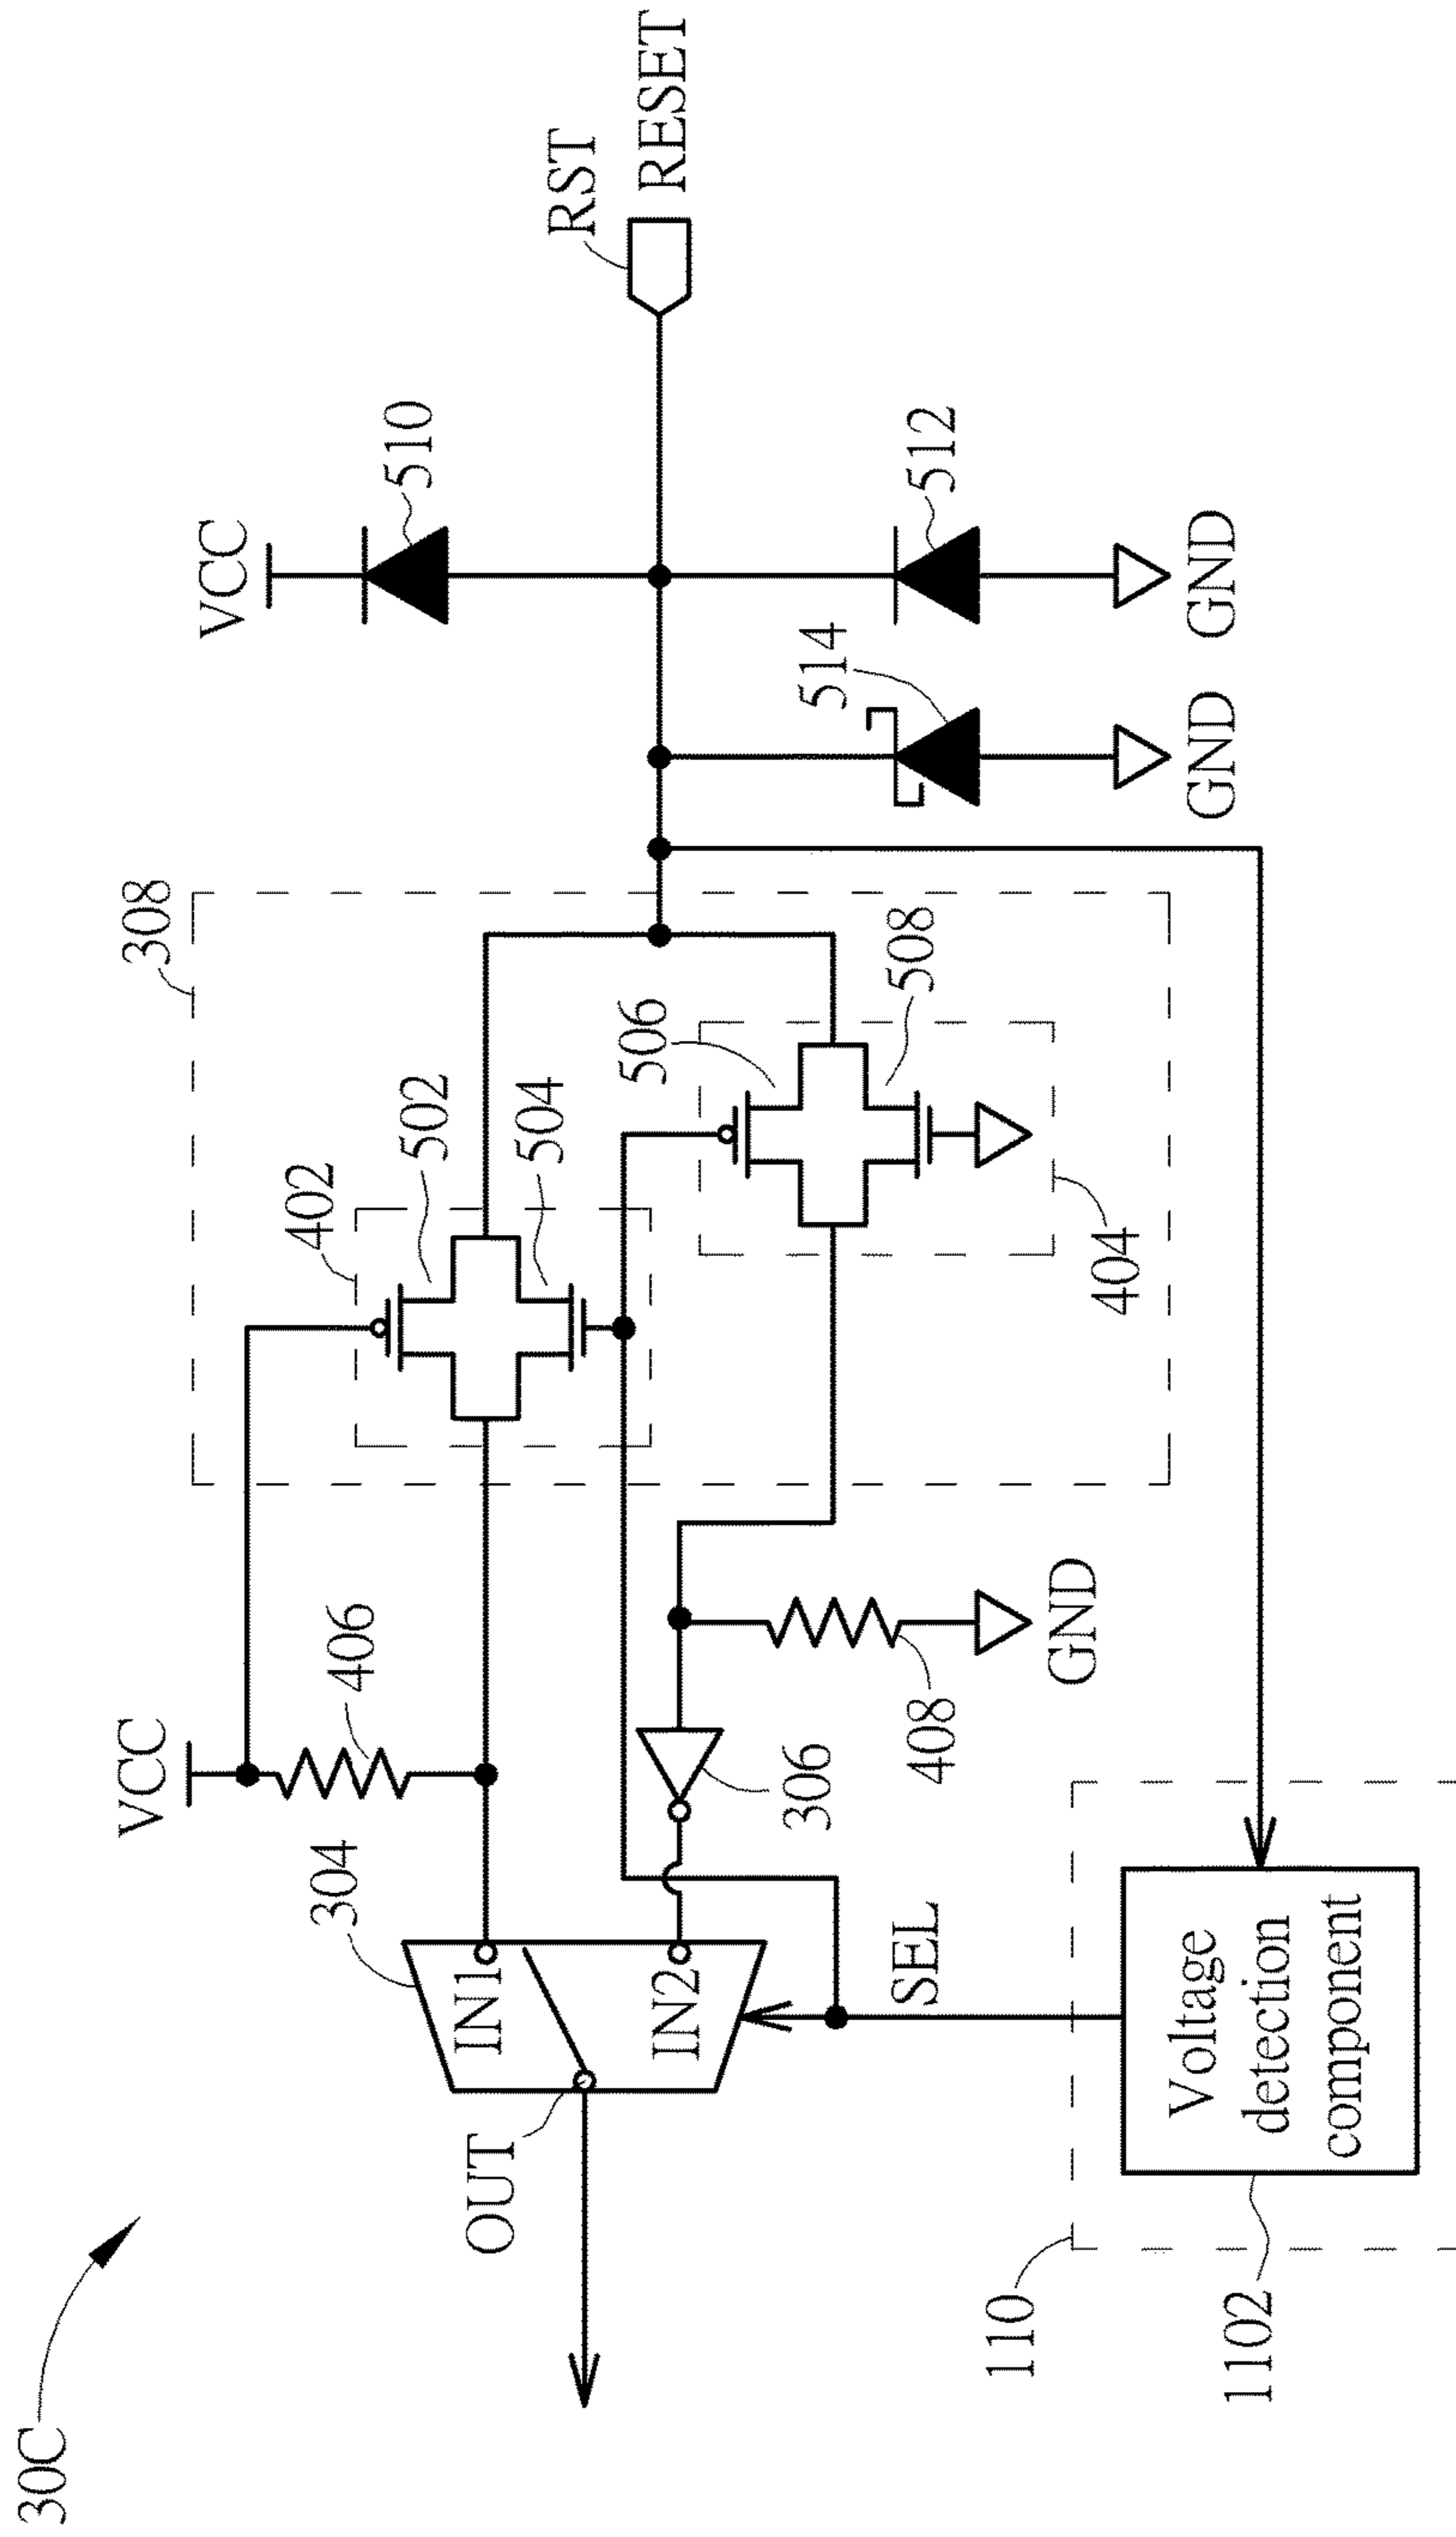 30C
VCC
VCC
308
510
RST
RESET
406
402
502
504
304
IN1
OUT
IN2
306
408
GND
506
508
404
514
512
GND
GND
SEL
110
1102
Voltage
detection
component